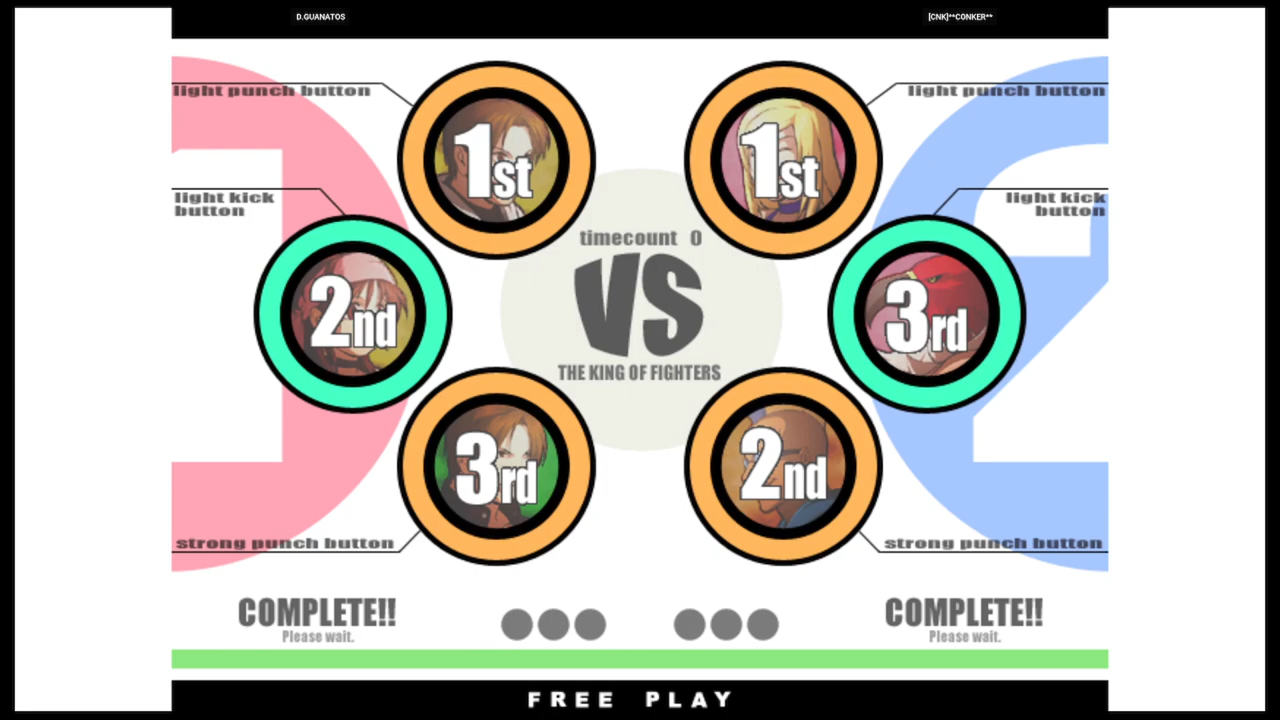 D.GUANATOS
[CNK]**CONKER**
light punch button
light punch button
1st
1st
light kick
button
light kick
button
timecount 0
VS
THE KING OF FIGHTERS
2nd
3rd
3rd
2nd
strong punch button
strong punch button
COMPLETE!!
Please wait.
COMPLETE!!
Please wait.
FREE PLAY
1
2